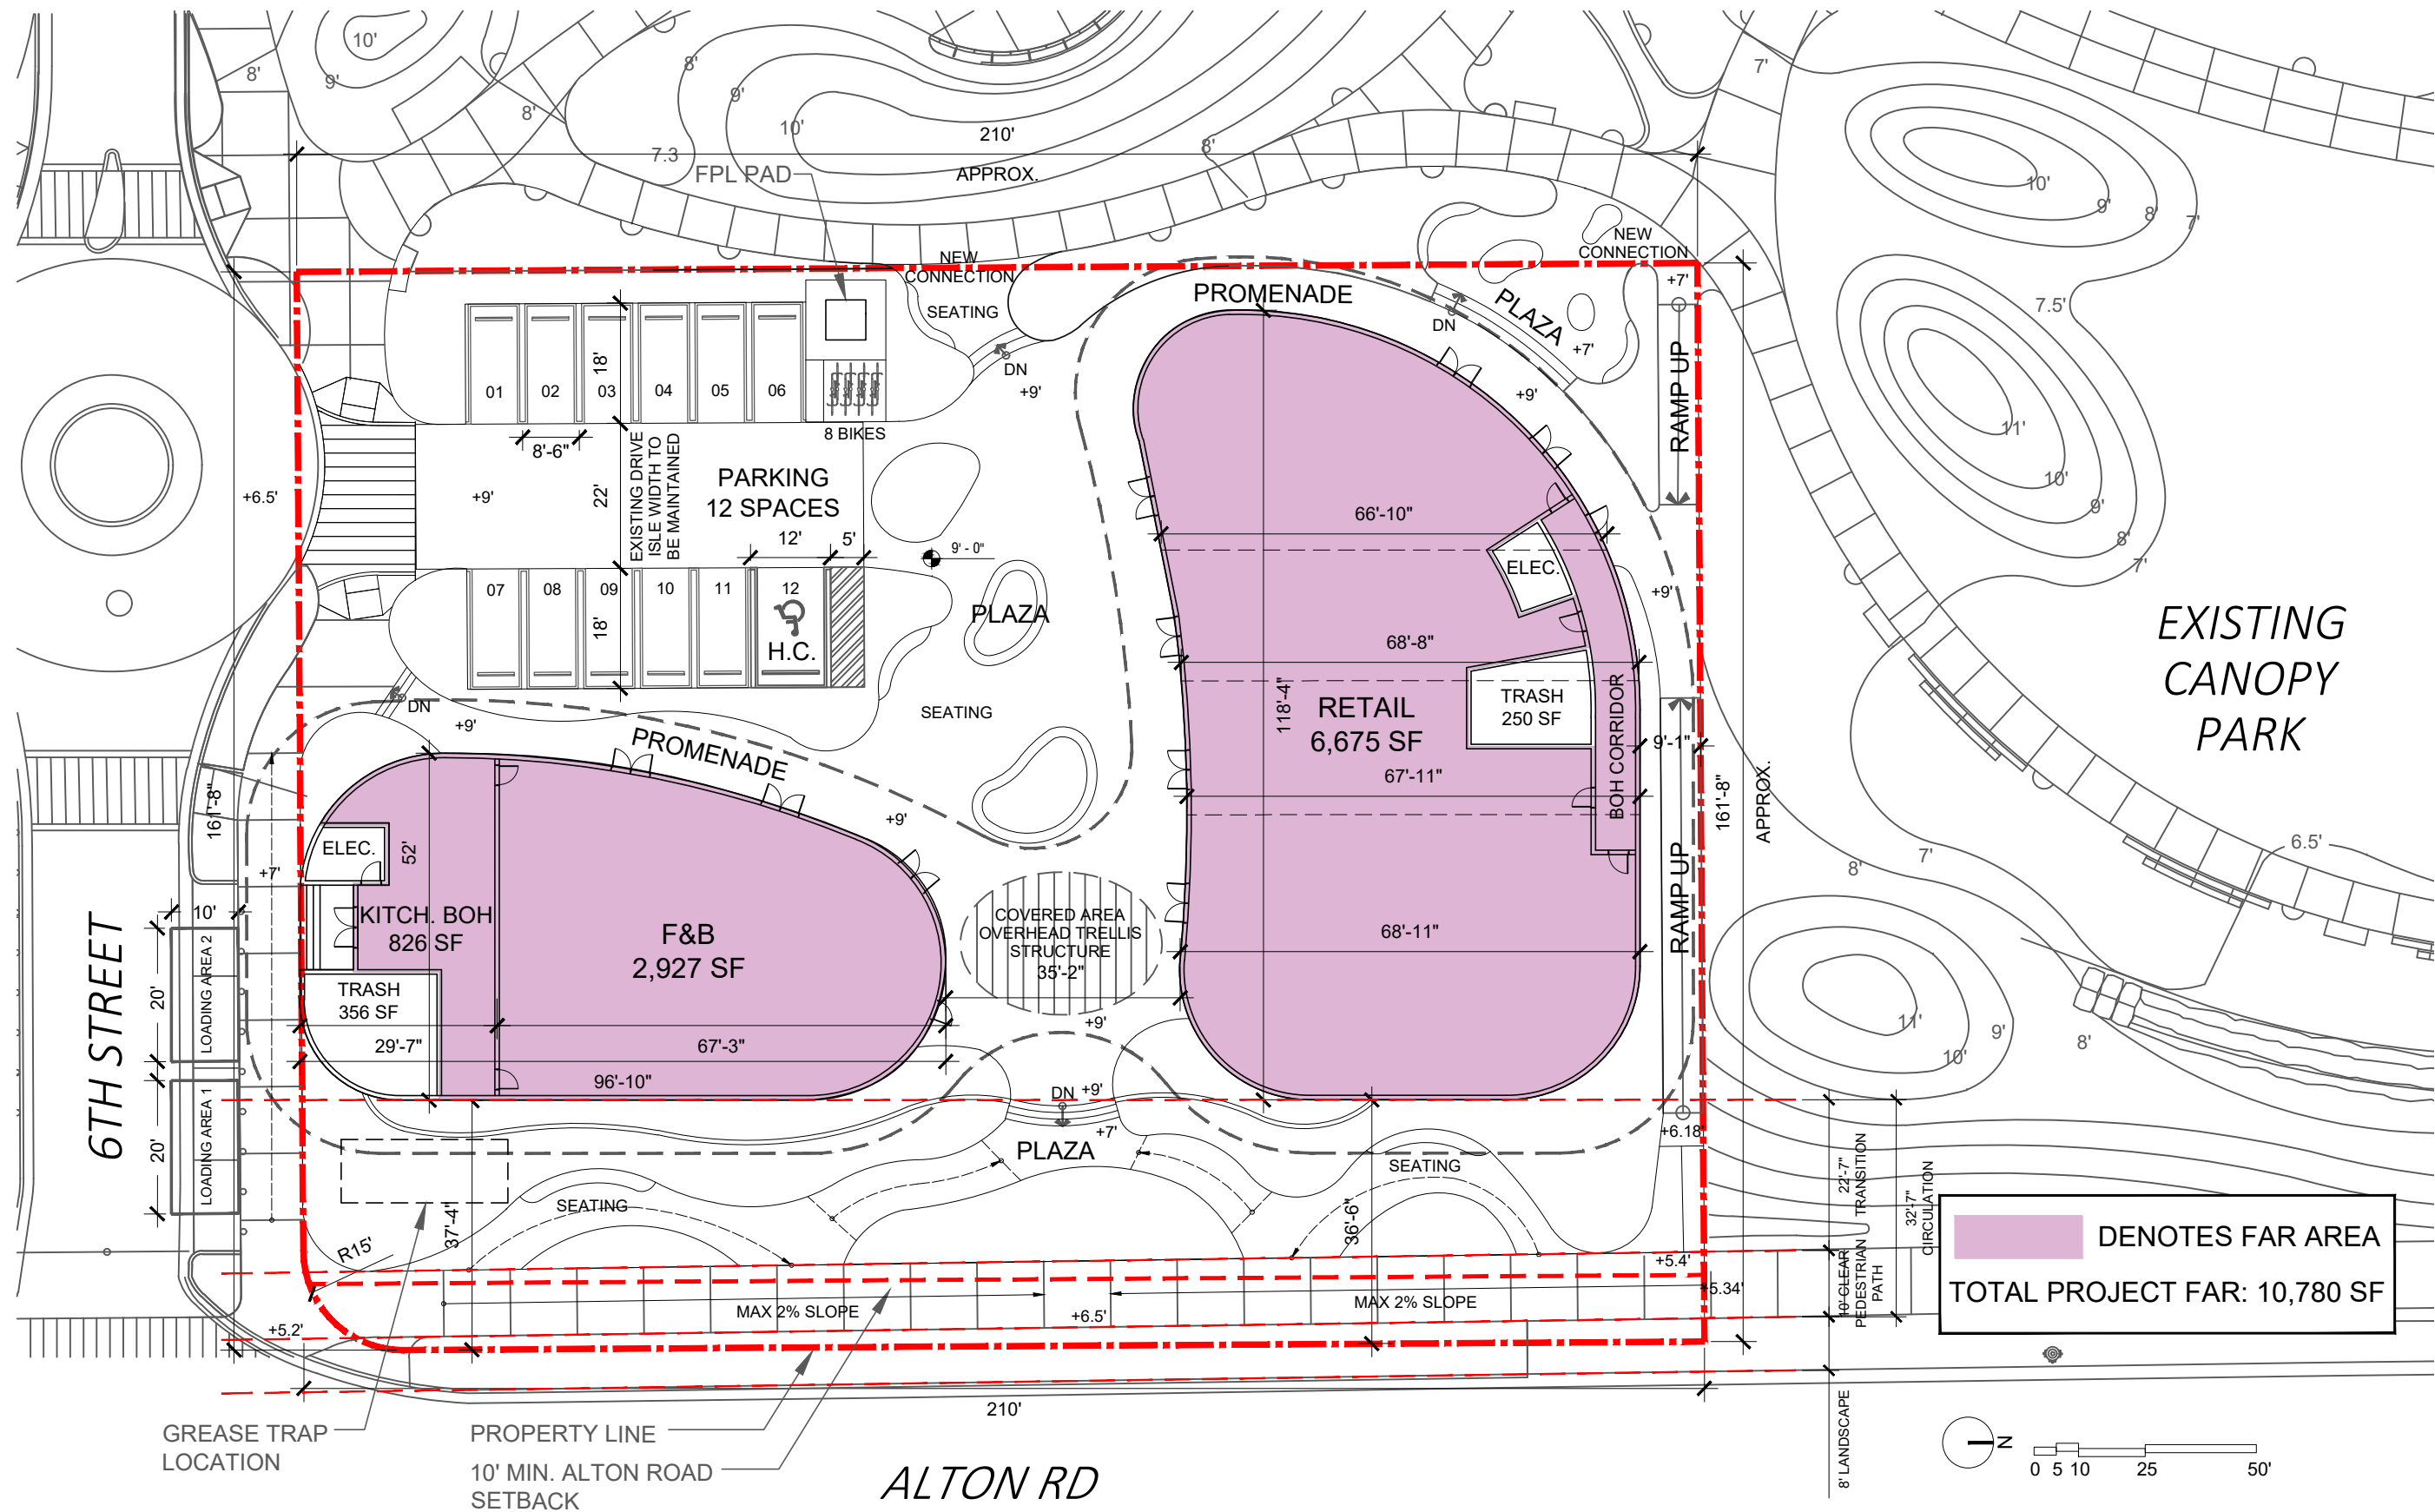 10'
9'
8'
8'
8'
9'
10'
7.3
210'
APPROX.
8'
7'
FPL PAD
10'
9'
8'
7'
NEW
CONNECTION
NEW
CONNECTION
SEATING
PROMENADE
PLAZA
DN
+7'
+7'
DN
+9'
+9'
RAMP UP
7.5'
11'
10'
9'
8'
7'
01
02
03
04
05
06
18'
8 BIKES
8'-6"
22'
EXISTING DRIVE
ISLE WIDTH TO
BE MAINTAINED
PARKING
12 SPACES
12'
5'
+6.5'
+9'
9' - 0"
07
08
09
10
11
12
18'
H.C.
PLAZA
SEATING
66'-10"
ELEC.
68'-8"
118'-4"
RETAIL
6,675 SF
TRASH
250 SF
67'-11"
BOH CORRIDOR
68'-11"
+9'
9'-1"
161'-8"
APPROX.
RAMP UP
EXISTING
CANOPY
PARK
6.5'
7'
8'
DN
+9'
PROMENADE
+9'
161'-8"
+7'
ELEC.
52'
KITCH. BOH
826 SF
F&B
2,927 SF
TRASH
356 SF
29'-7"
67'-3"
96'-10"
COVERED AREA
OVERHEAD TRELLIS
STRUCTURE
35'-2"
+9'
DN
+9'
+7'
PLAZA
6TH STREET
10'
20'
LOADING AREA 2
20'
LOADING AREA 1
11'
10'
9'
8'
+6.18'
SEATING
SEATING
37'-4"
36'-6"
R15'
MAX 2% SLOPE
+6.5'
MAX 2% SLOPE
+5.4'
+5.34'
+5.2'
22'-7"
TRANSITION
32'-7"
CIRCULATION
10' CLEAR
PEDESTRIAN
PATH
8' LANDSCAPE
DENOTES FAR AREA
TOTAL PROJECT FAR: 10,780 SF
210'
GREASE TRAP
LOCATION
PROPERTY LINE
10' MIN. ALTON ROAD
SETBACK
ALTON RD
N
0 5 10 25 50'